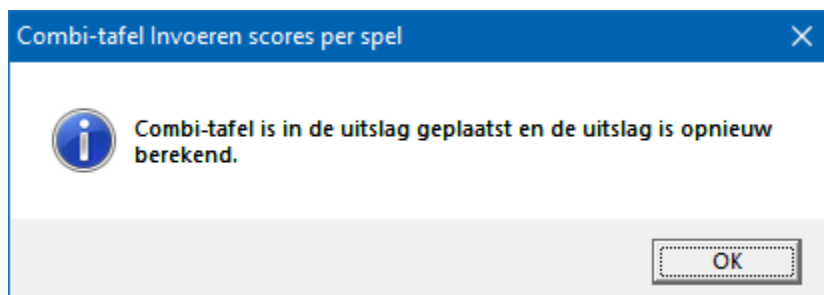 Combi-tafel Invoeren scores per spel
Combi-tafel is in de uitslag geplaatst en de uitslag is opnieuw
berekend.
OK